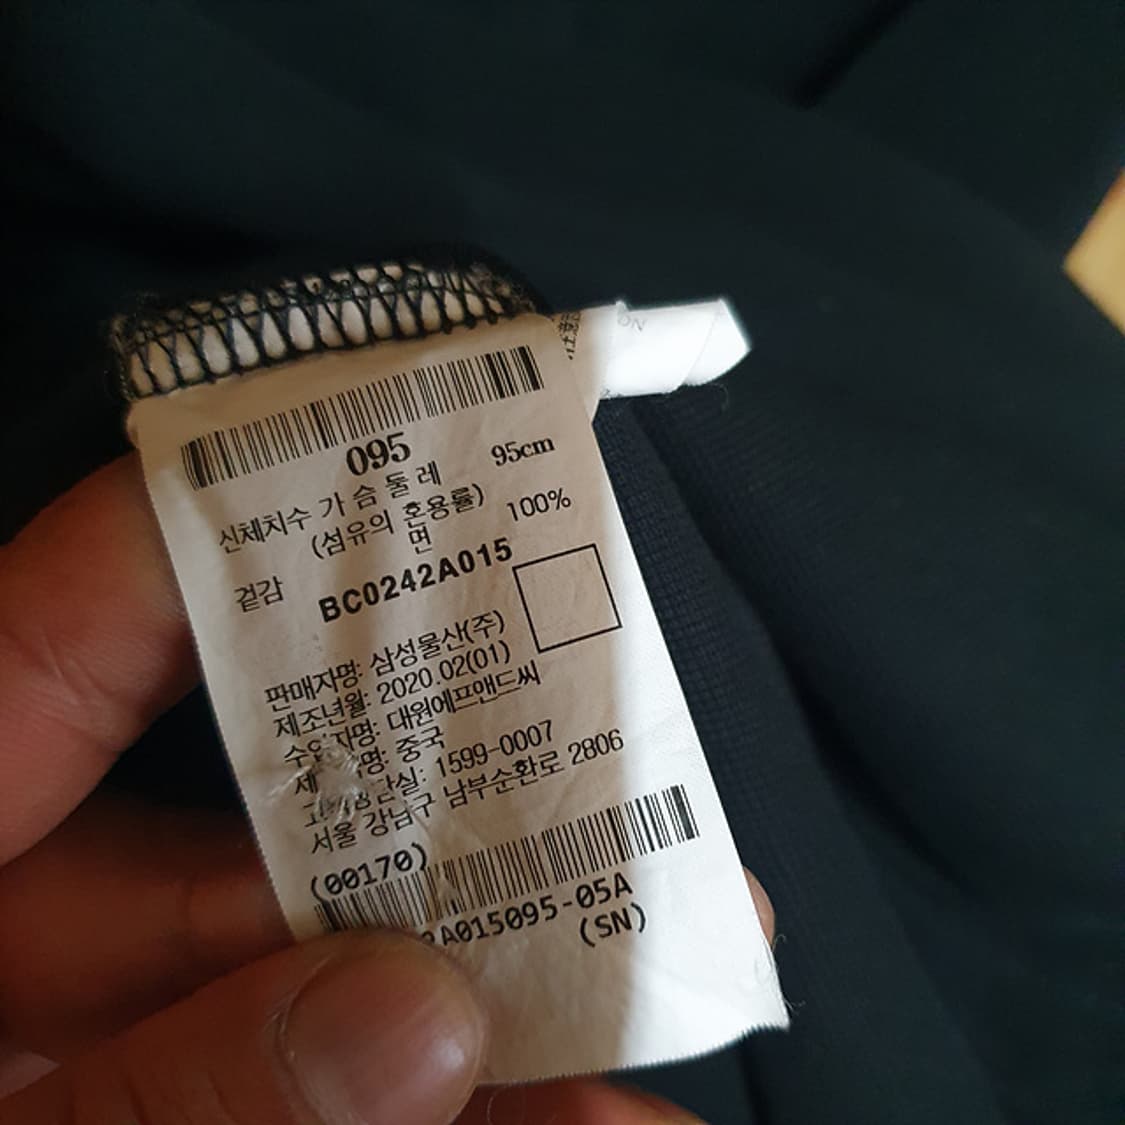 095
신체치수 가 슴 둘 레 95cm
(섬유의 혼용률)
면 100%
겉감
BC0242A015
판매자명: 삼성물산(주)
제조년월: 2020.02(01)
수입자명: 대원에프앤드씨
중국
1599-0007
서울 강남구 남부순환로 2806
(00170)
A015095-05A
(SN)